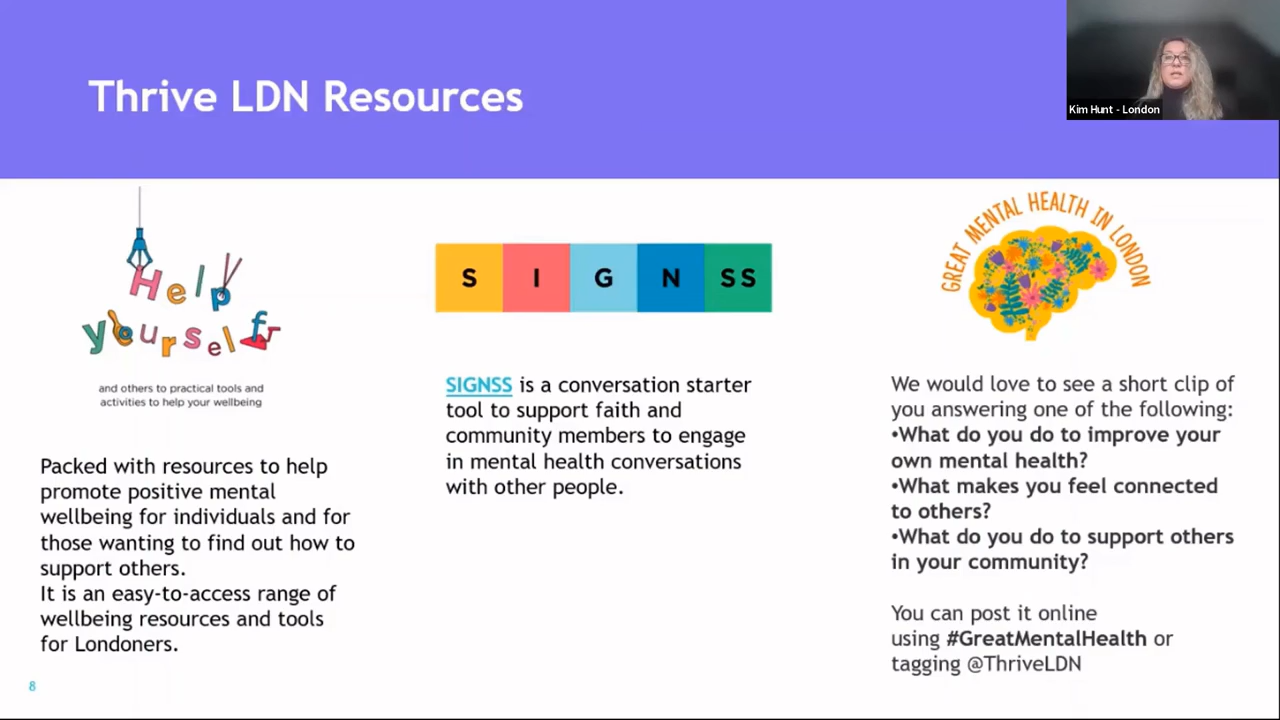 Thrive LDN Resources
Kim Hunt - London
Help
yourself
and others to practical tools and
activities to help your wellbeing
Packed with resources to help
promote positive mental
wellbeing for individuals and for
those wanting to find out how to
support others.
It is an easy-to-access range of
wellbeing resources and tools
for Londoners.
S I G N SS
SIGNSS is a conversation starter
tool to support faith and
community members to engage
in mental health conversations
with other people.
GREAT MENTAL HEALTH IN LONDON
We would love to see a short clip of
you answering one of the following:
•What do you do to improve your
own mental health?
•What makes you feel connected
to others?
•What do you do to support others
in your community?
You can post it online
using #GreatMentalHealth or
tagging @ThriveLDN
8